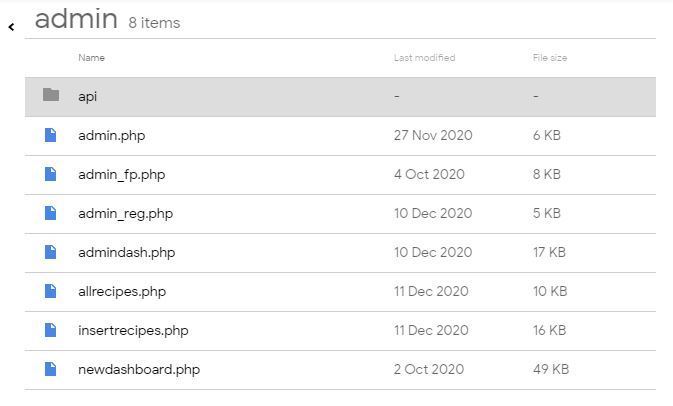 admin 8 items
Name Last modified File size
api - -
admin.php 27 Nov 2020 6 KB
admin_fp.php 4 Oct 2020 8 KB
admin_reg.php 10 Dec 2020 5 KB
admindash.php 10 Dec 2020 17 KB
allrecipes.php 11 Dec 2020 10 KB
insertrecipes.php 11 Dec 2020 16 KB
newdashboard.php 2 Oct 2020 49 KB